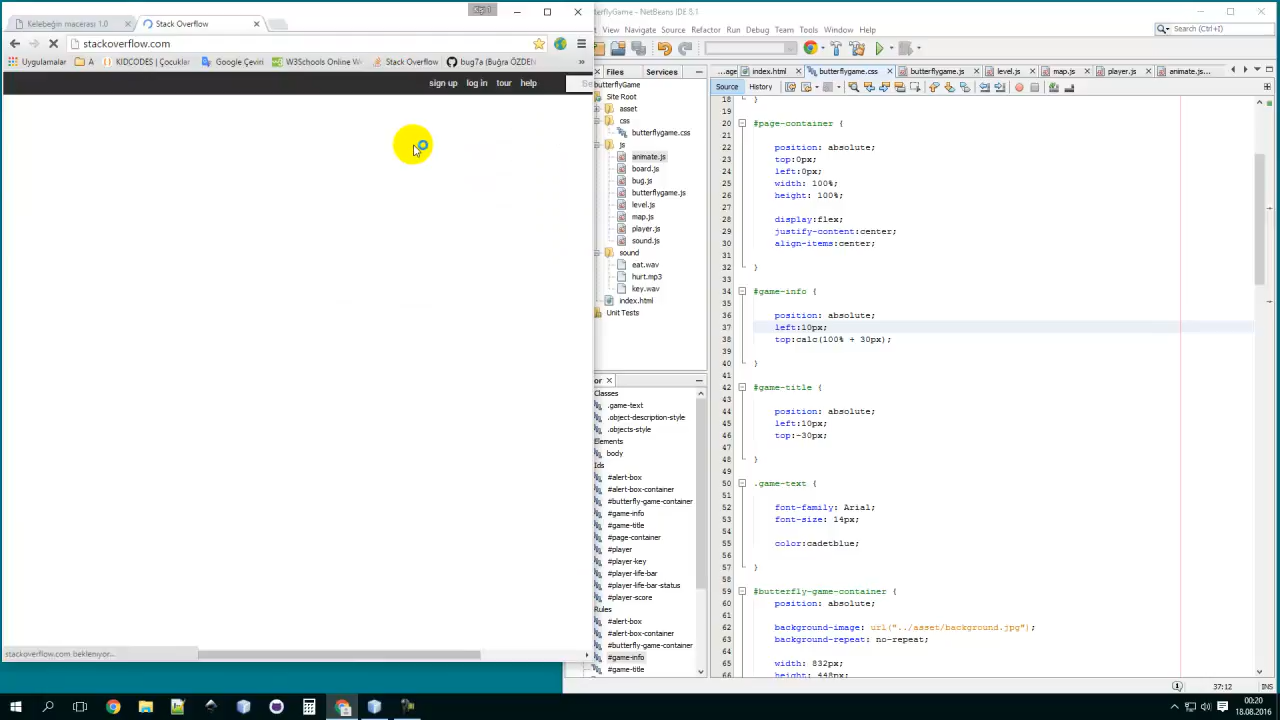 Kişi 1
Kelebeğin macerası 1.0
Stack Overflow
stackoverflow.com
Uygulamalar
A
KIDCODES | Çocuklar
Google Çeviri
W3Schools Online We
Stack Overflow
bug7a (Buğra ÖZDEN)
»
sign up log in tour help
stackoverflow.com bekleniyor...
butterflyGame - NetBeans IDE 8.1
View Navigate Source Refactor Run Debug Team Tools Window Help
Search (Ctrl+I)
Files
Services
...age
index.html
butterflygame.css
butterflygame.js
level.js
map.js
player.js
animate.js...
Source
History
Site Root
asset
css
butterflygame.css
js
animate.js
board.js
bug.js
butterflygame.js
level.js
map.js
player.js
sound.js
sound
eat.wav
hurt.mp3
key.wav
index.html
Unit Tests
Classes
.game-text
.object-description-style
.objects-style
Elements
body
Ids
#alert-box
#alert-box-container
#butterfly-game-container
#game-info
#game-title
#page-container
#player
#player-key
#player-life-bar
#player-life-bar-status
#player-score
Rules
#alert-box
#alert-box-container
#butterfly-game-container
#game-info
#game-title
18 }
19
20 #page-container {
21
22 position: absolute;
23 top:0px;
24 left:0px;
25 width: 100%;
26 height: 100%;
27
28 display:flex;
29 justify-content:center;
30 align-items:center;
31
32 }
33
34 #game-info {
35
36 position: absolute;
37 left:10px;
38 top:calc(100% + 30px);
39
40 }
41
42 #game-title {
43
44 position: absolute;
45 left:10px;
46 top:-30px;
47
48 }
49
50 .game-text {
51
52 font-family: Arial;
53 font-size: 14px;
54
55 color:cadetblue;
56
57 }
58
59 #butterfly-game-container {
60 position: absolute;
61
62 background-image: url("../asset/background.jpg");
63 background-repeat: no-repeat;
64
65 width: 832px;
66 height: 448px;
37:12 INS
00:20
18.08.2016